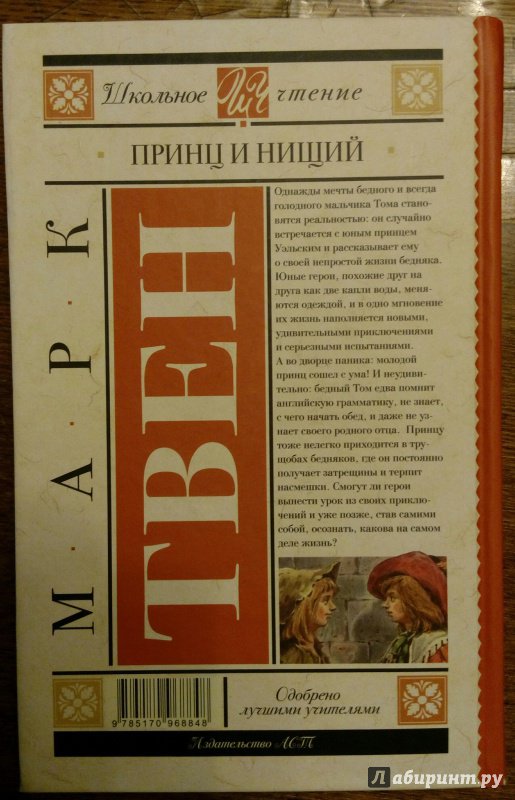 Школьное ШЧ чтение
ПРИНЦ И НИЩИЙ
МАРК
ТВЕН
Однажды мечты бедного и всегда
голодного мальчика Тома стано-
вятся реальностью: он случайно
встречается с юным принцем
Уэльским и рассказывает ему
о своей непростой жизни бедняка.
Юные герои, похожие друг на
друга как две капли воды, меня-
ются одеждой, и в одно мгновение
их жизнь наполняется новыми,
удивительными приключениями
и серьезными испытаниями.
А во дворце паника: молодой
принц сошел с ума! И неудиви-
тельно: бедный Том едва помнит
английскую грамматику, не знает,
с чего начать обед, и даже не уз-
нает своего родного отца. Принцу
тоже нелегко приходится в тру-
щобах бедняков, где он постоянно
получает затрещины и терпит
насмешки. Смогут ли герои
вынести урок из своих приклю-
чений и уже позже, став самими
собой, осознать, какова на самом
деле жизнь?
9 785170 968848
Одобрено
лучшими учителями
Издательство АСТ
Лабиринт.ру